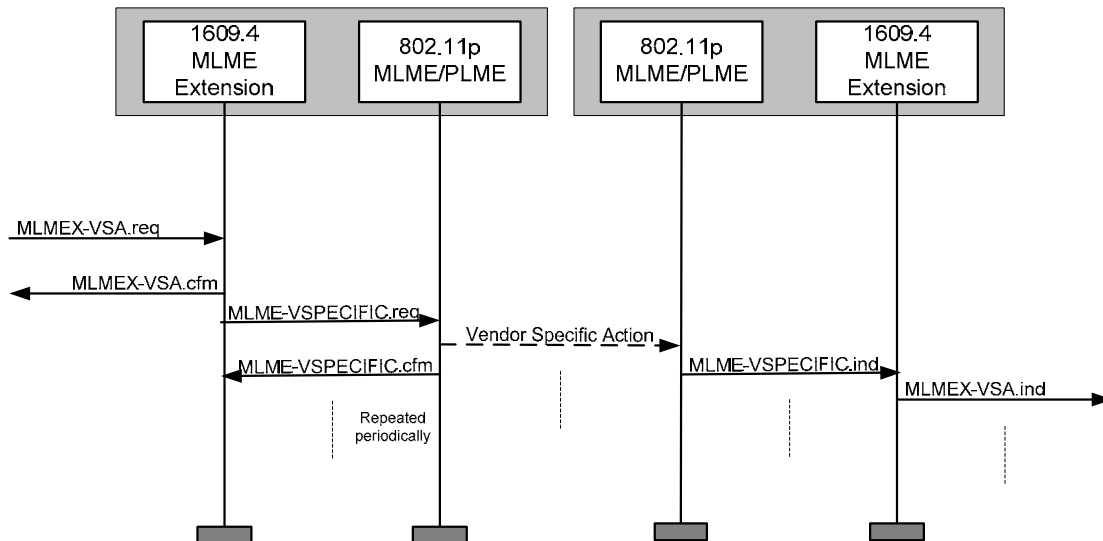 1609.4
MLME
Extension
802.11p
MLME/PLME
802.11p
MLME/PLME
1609.4
MLME
Extension
MLMEX-VSA.req
MLMEX-VSA.cfm
MLME-VSPECIFIC.req
Vendor Specific Action
MLME-VSPECIFIC.cfm
MLME-VSPECIFIC.ind
MLMEX-VSA.ind
Repeated
periodically